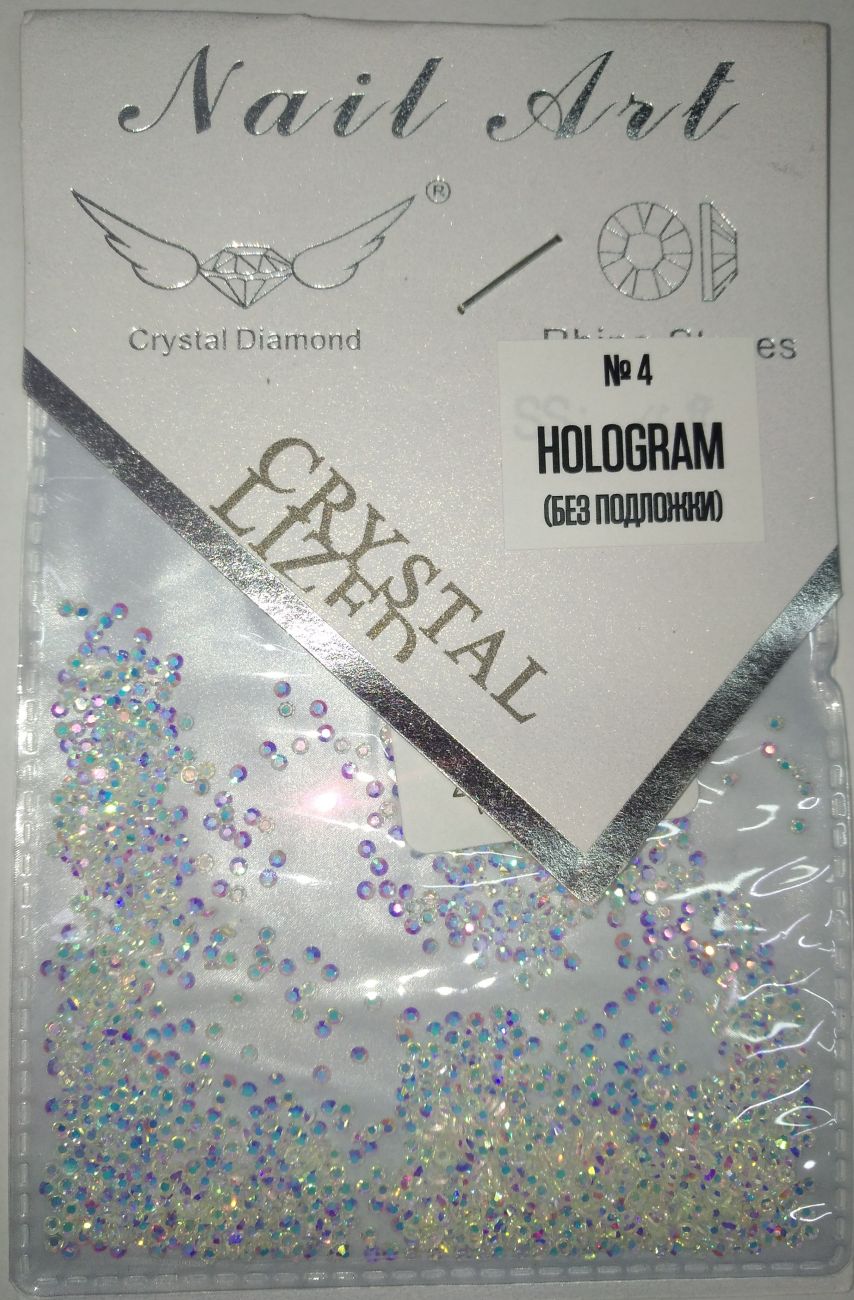 Nail Art
®
Crystal Diamond
№ 4
HOLOGRAM
(БЕЗ ПОДЛОЖКИ)
CRYSTAL
LIZED